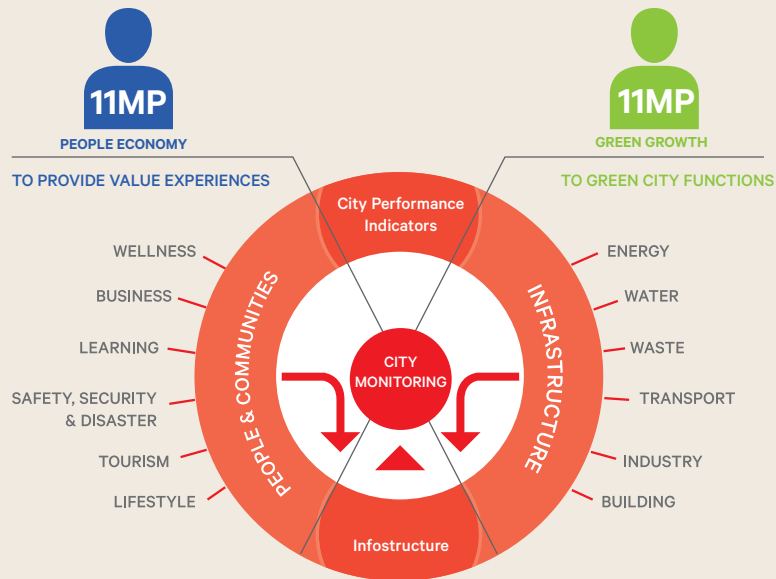 11MP
PEOPLE ECONOMY
TO PROVIDE VALUE EXPERIENCES
11MP
GREEN GROWTH
TO GREEN CITY FUNCTIONS
City Performance
Indicators
WELLNESS
BUSINESS
LEARNING
SAFETY, SECURITY
& DISASTER
TOURISM
LIFESTYLE
PEOPLE & COMMUNITIES
CITY
MONITORING
INFRASTRUCTURE
ENERGY
WATER
WASTE
TRANSPORT
INDUSTRY
BUILDING
Infostructure